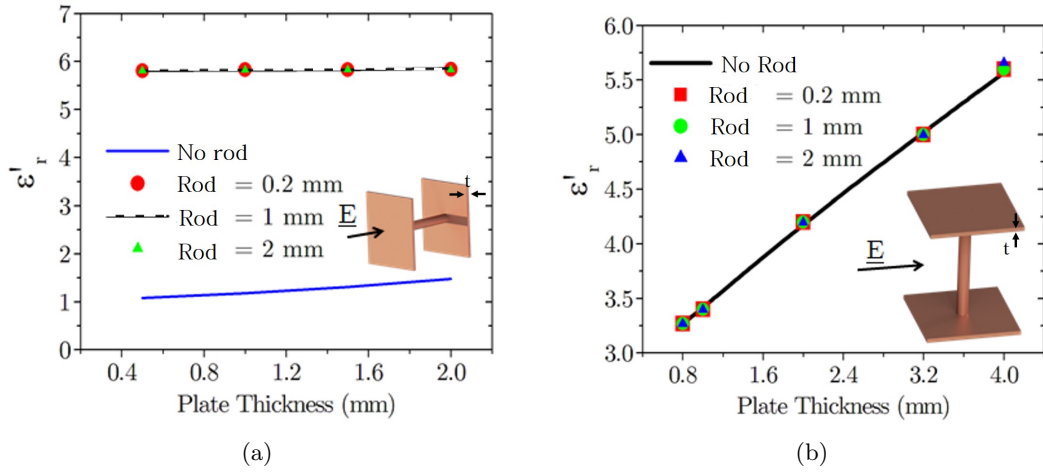 7
6
5
4
3
2
1
0
ε'r
No rod
Rod = 0.2 mm
Rod = 1 mm
Rod = 2 mm
E
t
0.4 0.8 1.2 1.6 2.0
Plate Thickness (mm)
(a)
6.0
5.5
5.0
4.5
4.0
3.5
3.0
ε'r
No Rod
Rod = 0.2 mm
Rod = 1 mm
Rod = 2 mm
E
t
0.8 1.6 2.4 3.2 4.0
Plate Thickness (mm)
(b)